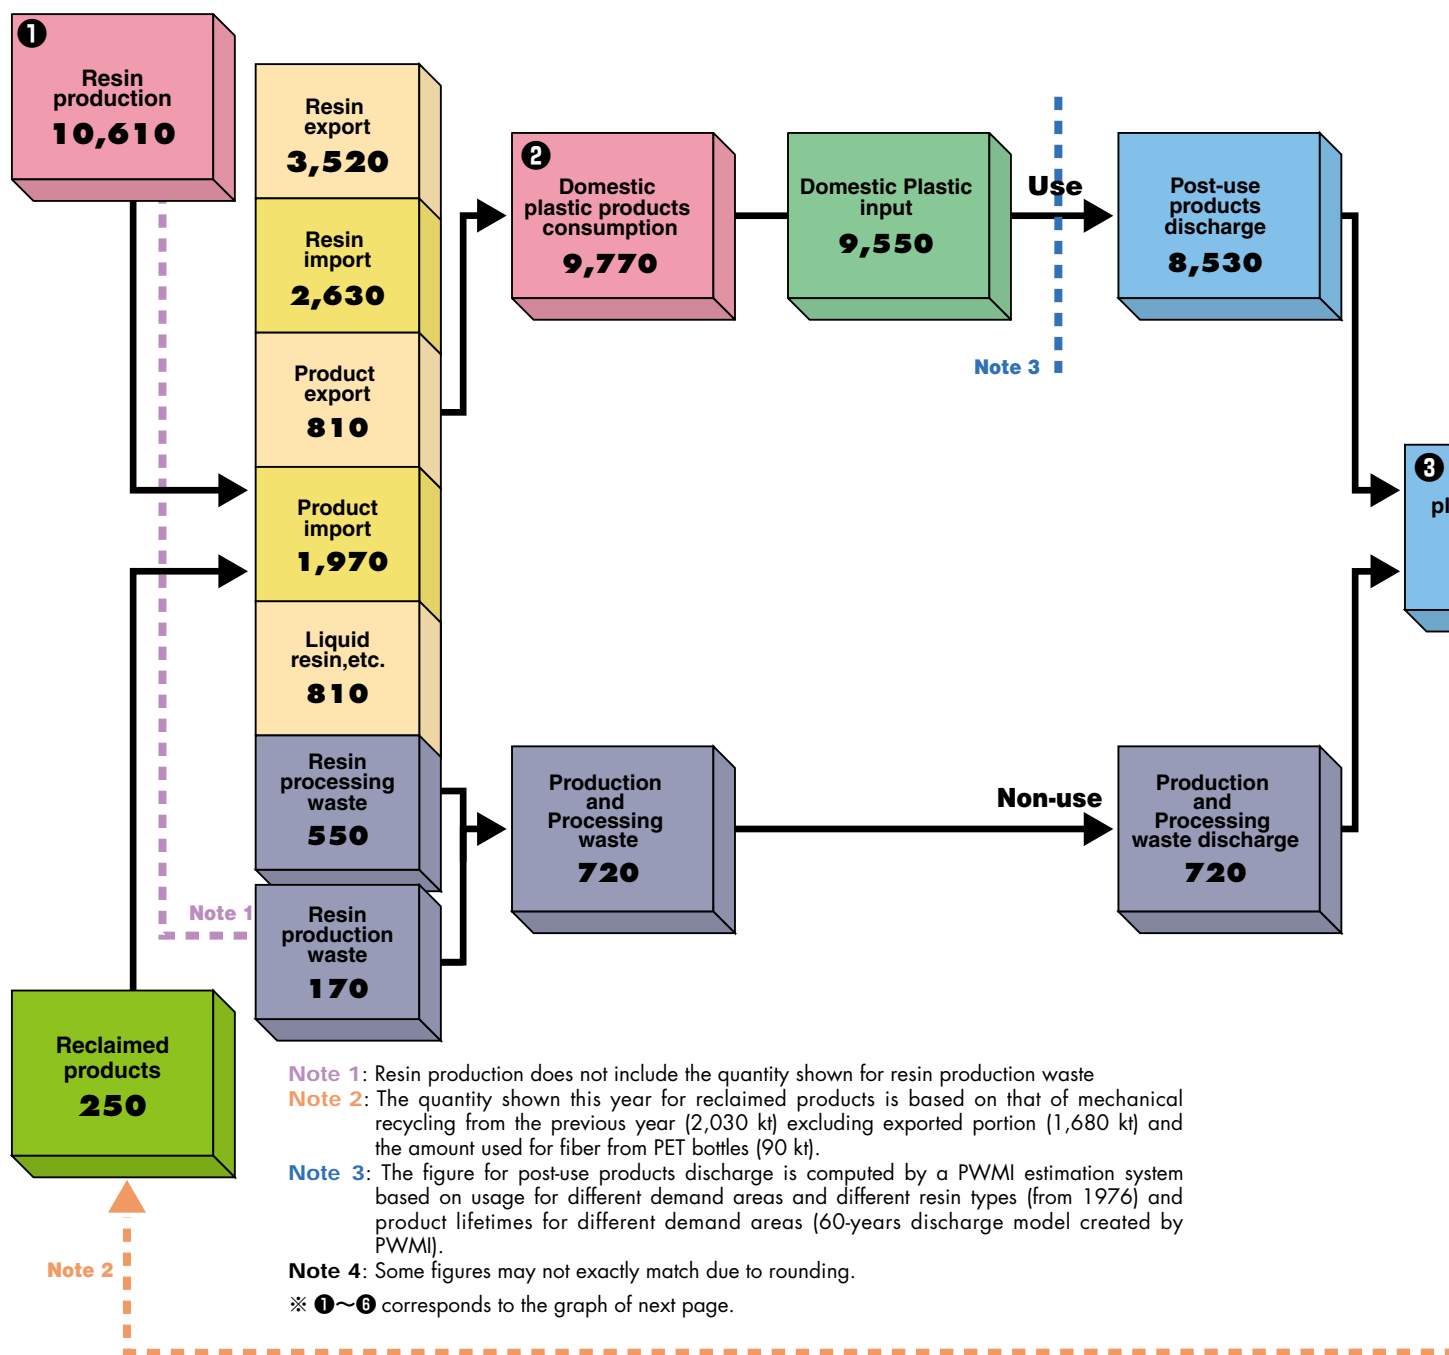 ❶
Resin
production
10,610
Resin
export
3,520
Resin
import
2,630
Product
export
810
Product
import
1,970
Liquid
resin,etc.
810
Resin
processing
waste
550
Resin
production
waste
170
Note 1
Reclaimed
products
250
Note 2
❷
Domestic
plastic products
consumption
9,770
Domestic Plastic
input
9,550
Use
Note 3
Post-use
products
discharge
8,530
Production
and
Processing
waste
720
Non-use
Production
and
Processing
waste discharge
720
❸
pl
Note 1: Resin production does not include the quantity shown for resin production waste
Note 2: The quantity shown this year for reclaimed products is based on that of mechanical
recycling from the previous year (2,030 kt) excluding exported portion (1,680 kt) and
the amount used for fiber from PET bottles (90 kt).
Note 3: The figure for post-use products discharge is computed by a PWMI estimation system
based on usage for different demand areas and different resin types (from 1976) and
product lifetimes for different demand areas (60-years discharge model created by
PWMI).
Note 4: Some figures may not exactly match due to rounding.
※ ❶〜❻ corresponds to the graph of next page.